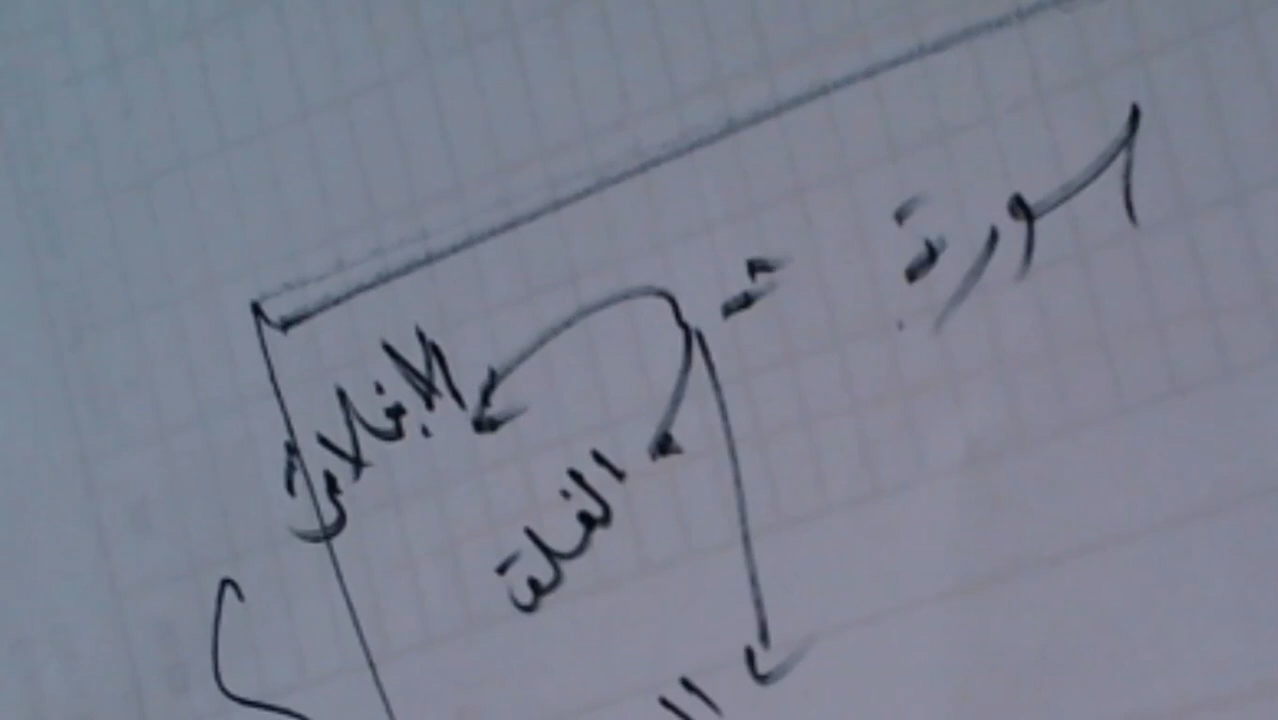 سورة :
الإخلاص
الفلق